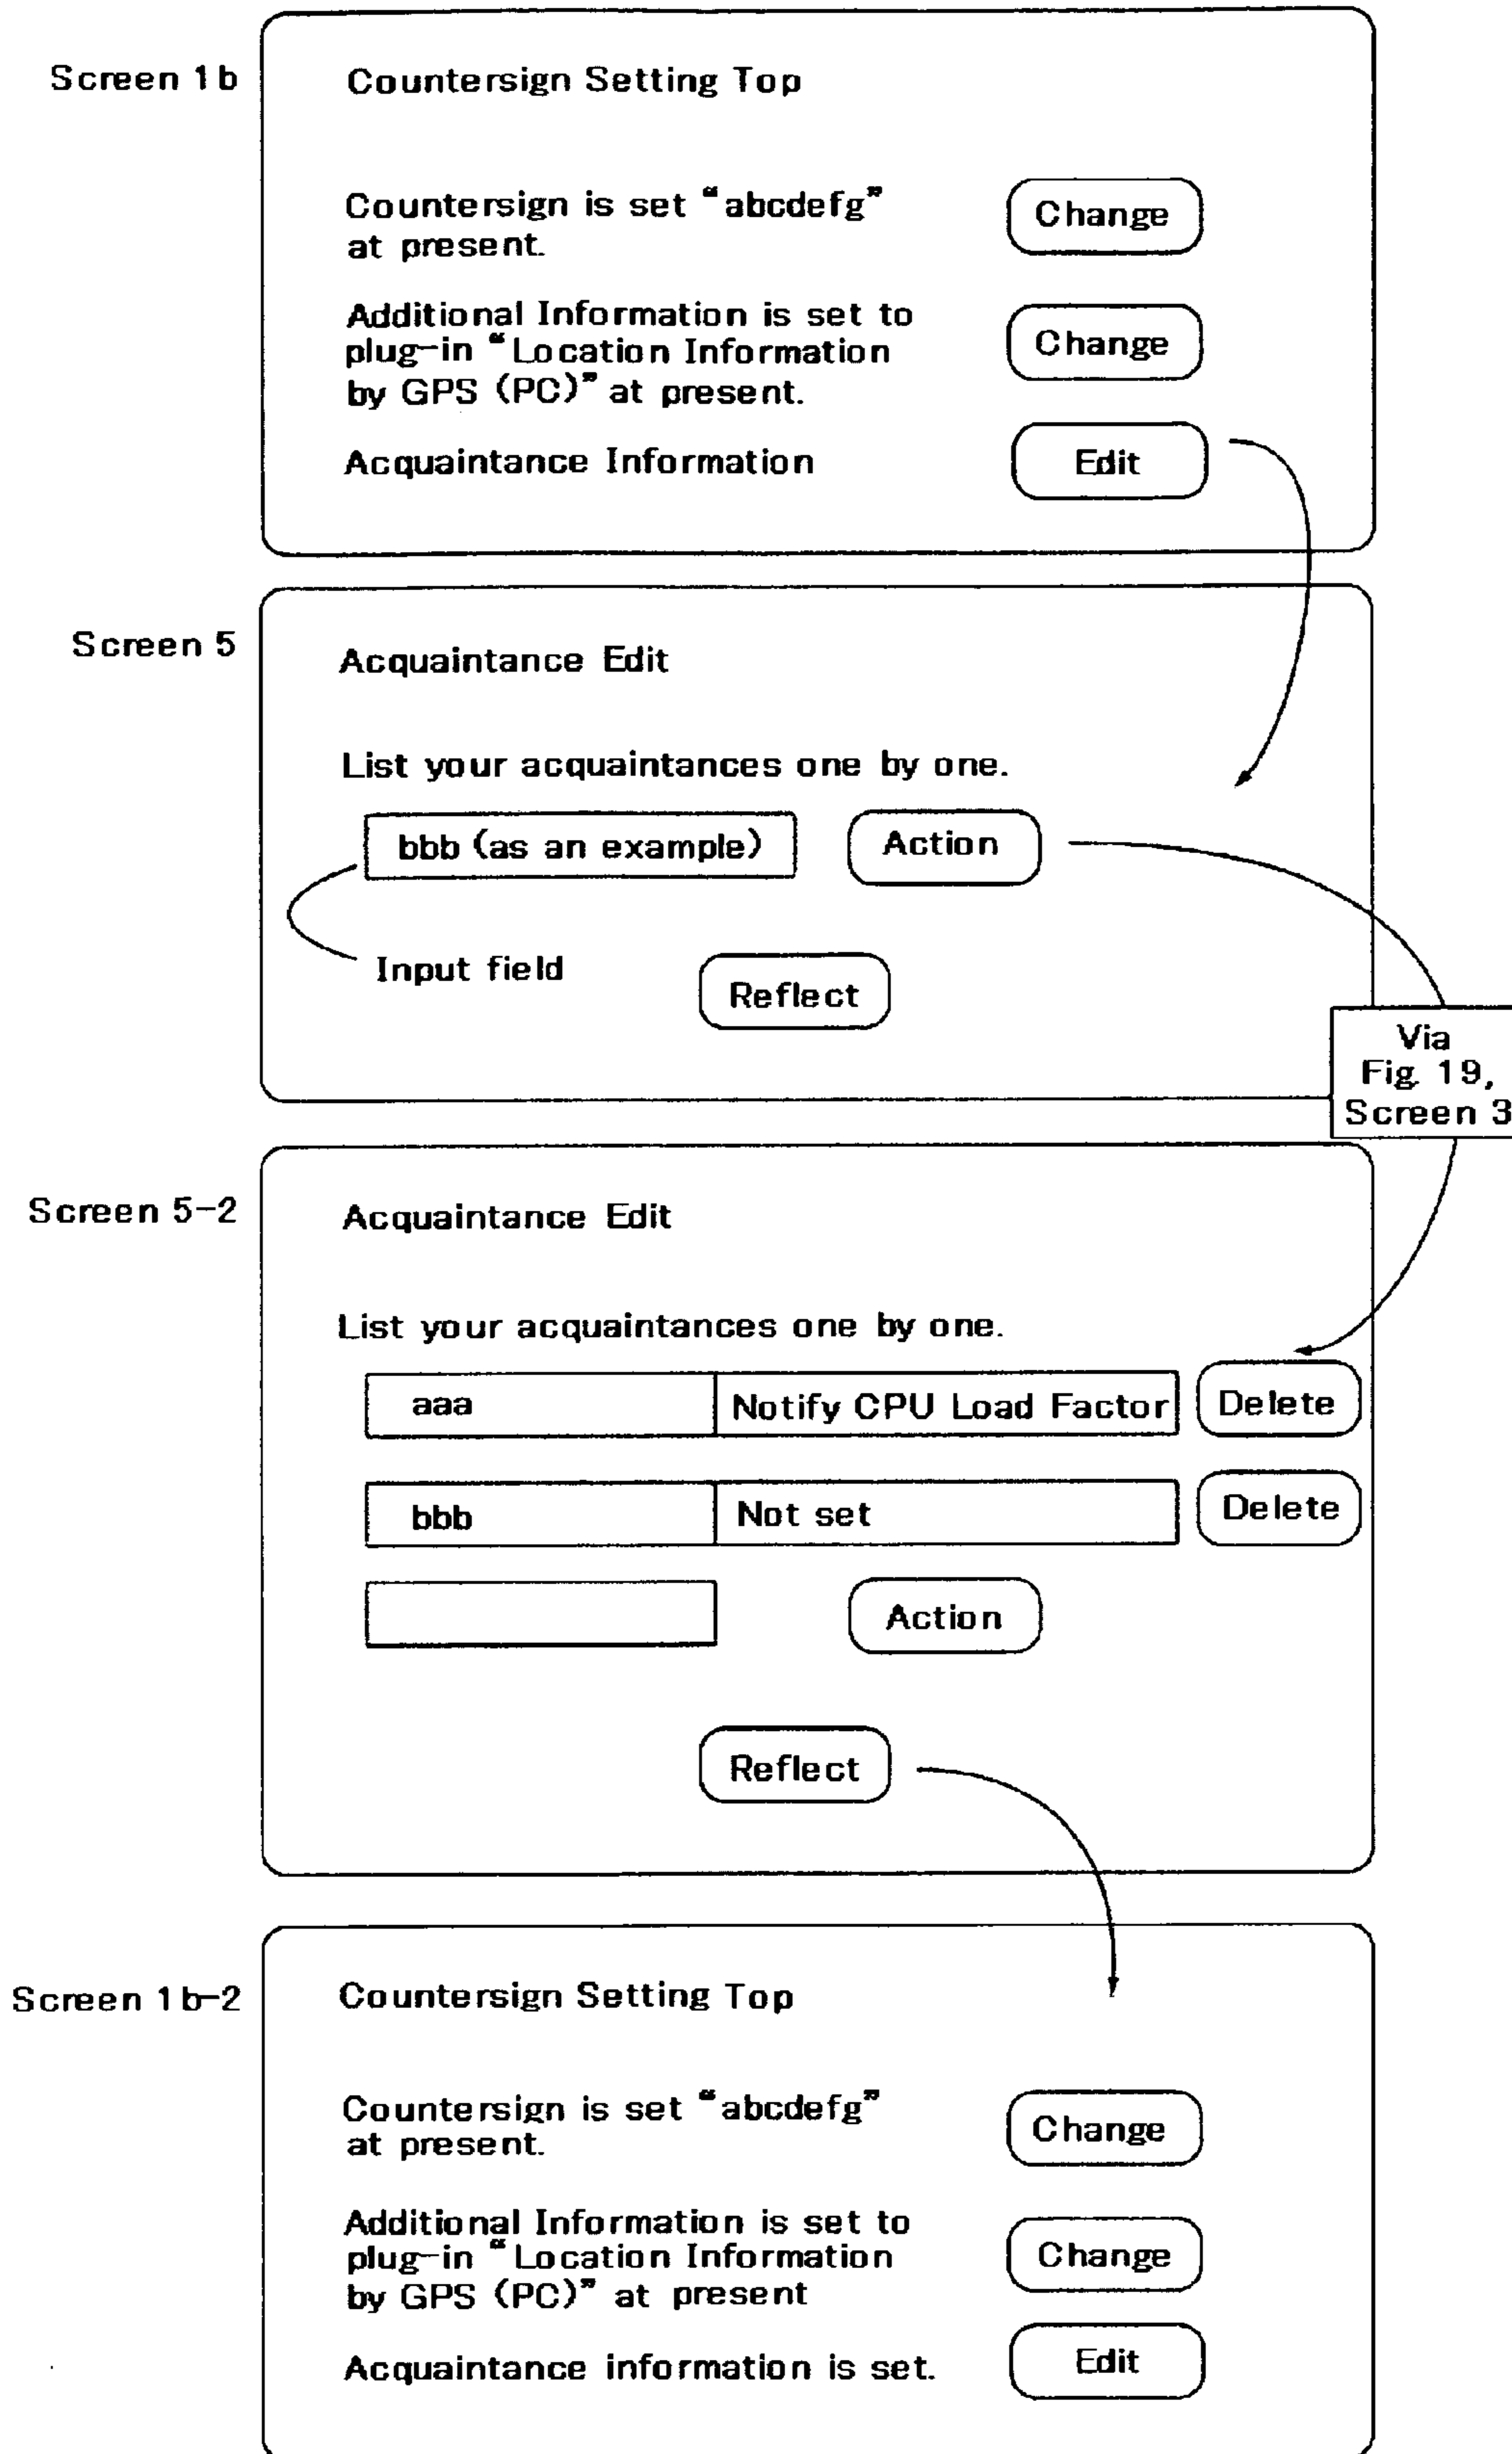 Screen 1b
Countersign Setting Top
Countersign is set “abcdefg”
at present.
Change
Additional Information is set to
plug-in “Location Information
by GPS (PC)” at present.
Change
Acquaintance Information
Edit
Screen 5
Acquaintance Edit
List your acquaintances one by one.
bbb (as an example)
Action
Input field
Reflect
Via
Fig. 19,
Screen 3
Screen 5-2
Acquaintance Edit
List your acquaintances one by one.
aaa
Notify CPU Load Factor
Delete
bbb
Not set
Delete
Action
Reflect
Screen 1b-2
Countersign Setting Top
Countersign is set “abcdefg”
at present.
Change
Additional Information is set to
plug-in “Location Information
by GPS (PC)” at present
Change
Acquaintance information is set.
Edit